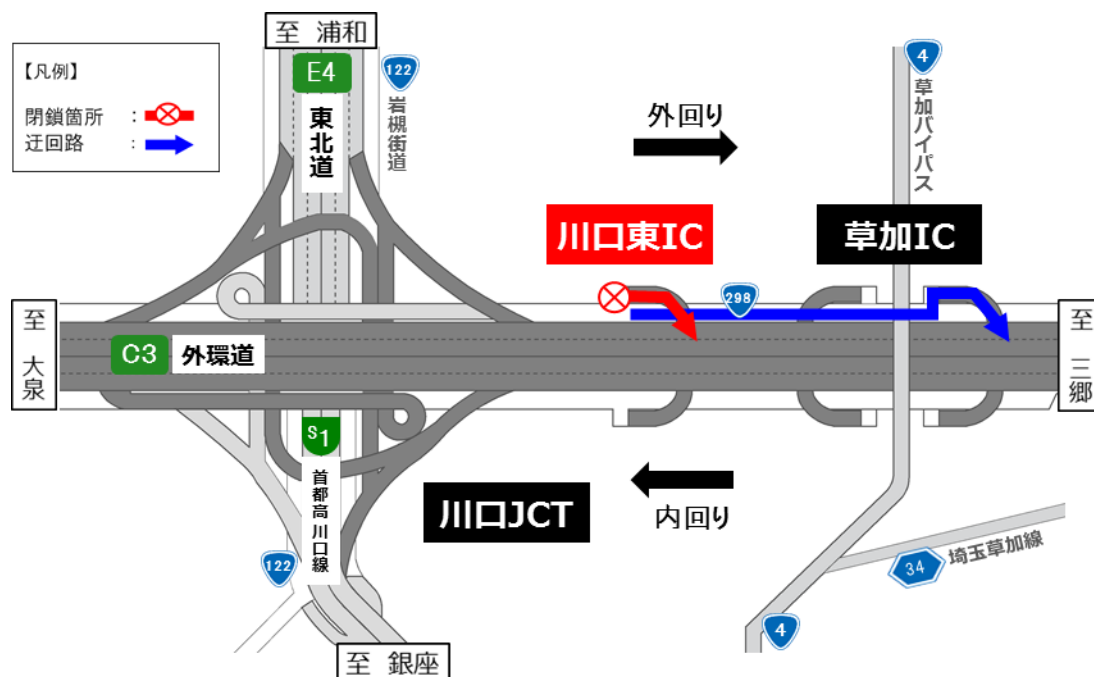 至 浦和
【凡例】
閉鎖箇所 :
迂回路 :
E4
東北道
122
岩槻街道
外回り
4
草加バイパス
川口東IC
草加IC
298
至 大泉
C3
外環道
至 三郷
S1
首都高 川口線
川口JCT
内回り
122
34
埼玉草加線
4
至 銀座